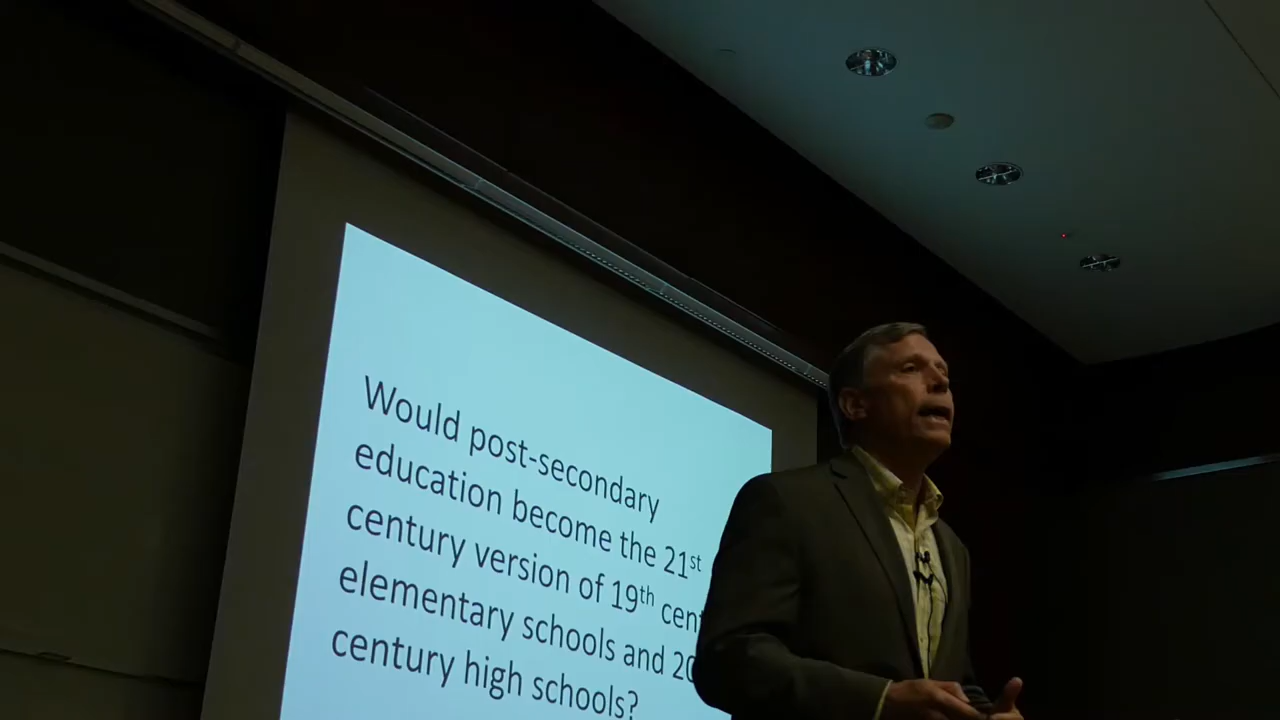 Would post-secondary
education become the 21st
century version of 19th
elementary schools and
century high schools?